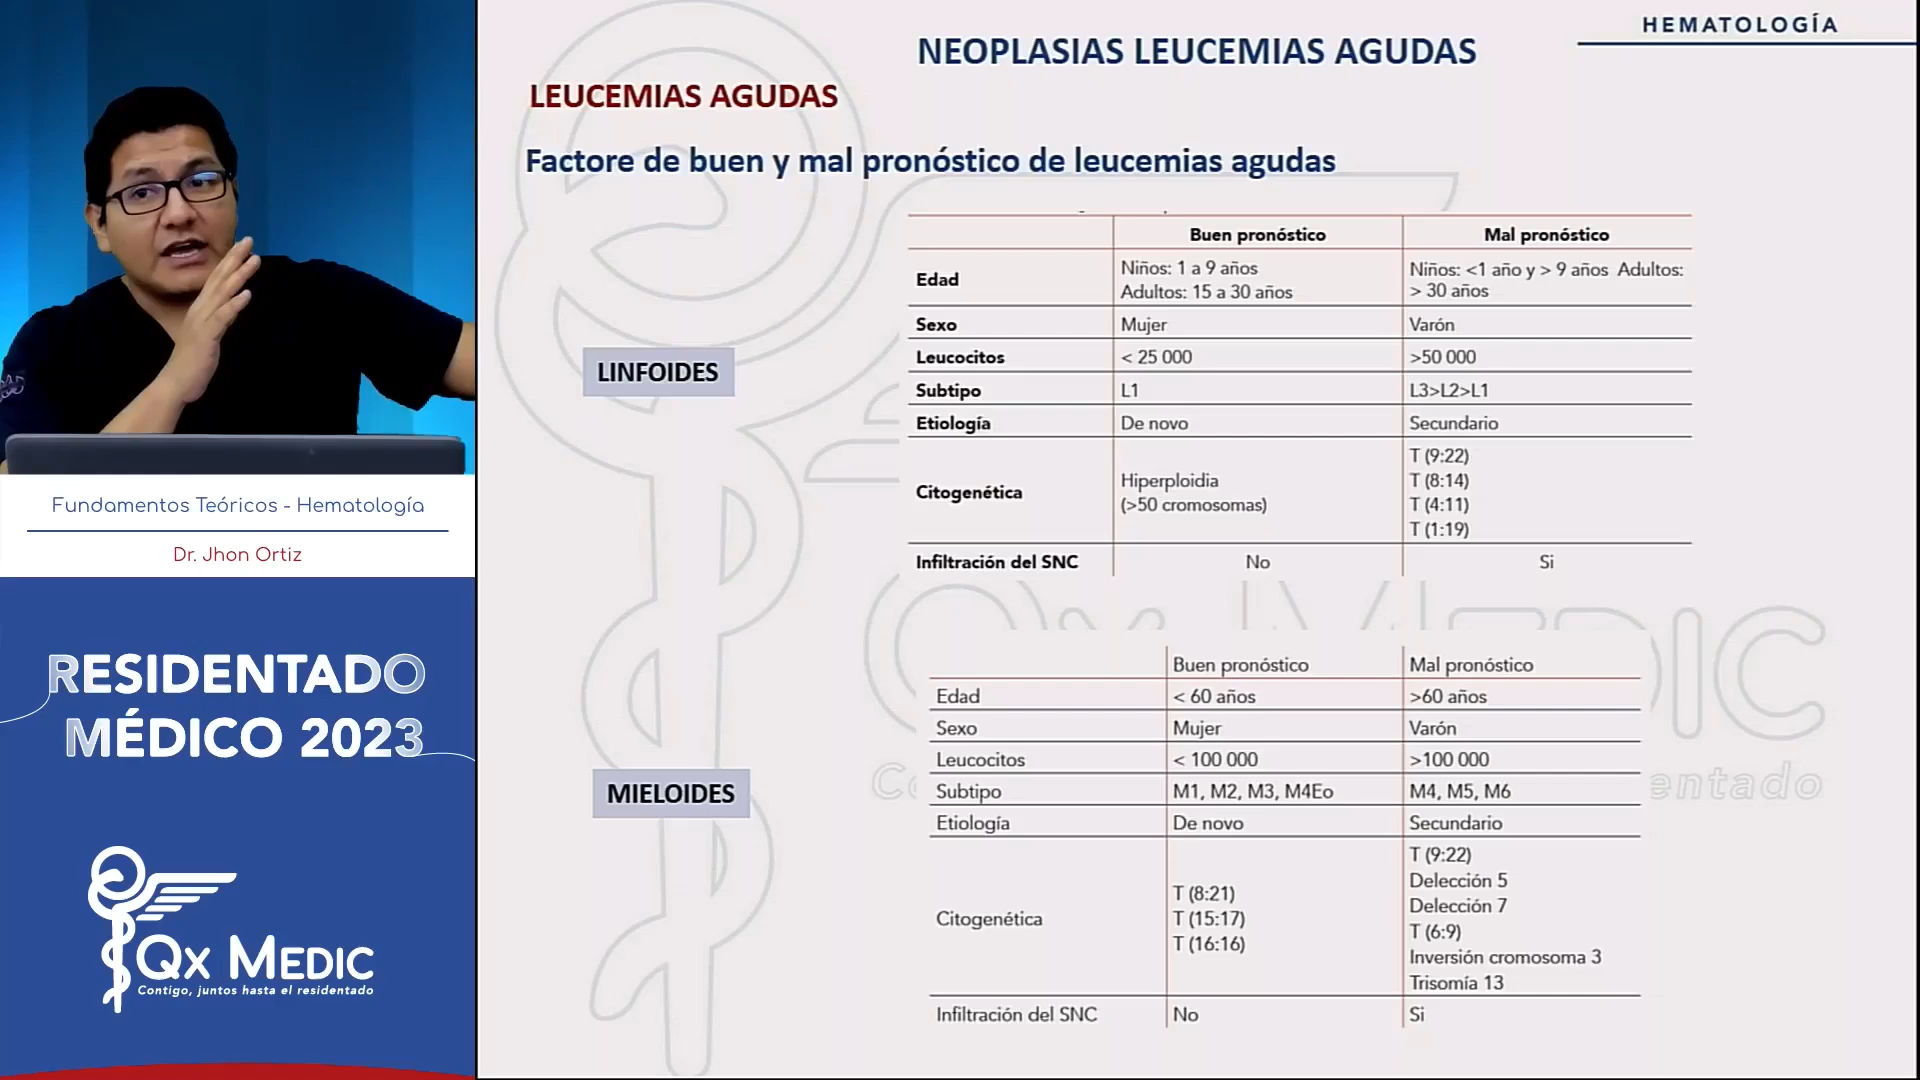 HEMATOLOGÍA
NEOPLASIAS LEUCEMIAS AGUDAS
LEUCEMIAS AGUDAS
Factore de buen y mal pronóstico de leucemias agudas
LINFOIDES
Buen pronóstico Mal pronóstico
Edad Niños: 1 a 9 años Adultos: 15 a 30 años Niños: <1 año y > 9 años Adultos: > 30 años
Sexo Mujer Varón
Leucocitos < 25 000 >50 000
Subtipo L1 L3>L2>L1
Etiología De novo Secundario
Citogenética Hiperploidia (>50 cromosomas)
T (9:22)
T (8:14)
T (4:11)
T (1:19)
Infiltración del SNC No Si
MIELOIDES
Buen pronóstico Mal pronóstico
Edad < 60 años >60 años
Sexo Mujer Varón
Leucocitos < 100 000 >100 000
Subtipo M1, M2, M3, M4Eo M4, M5, M6
Etiología De novo Secundario
Citogenética
T (8:21)
T (15:17)
T (16:16)
T (9:22)
Delección 5
Delección 7
T (6:9)
Inversión cromosoma 3
Trisomía 13
Infiltración del SNC No Si
Fundamentos Teóricos - Hematología
Dr. Jhon Ortiz
RESIDENTADO
MÉDICO 2023
Qx MEDIC
Contigo, juntos hasta el residentado